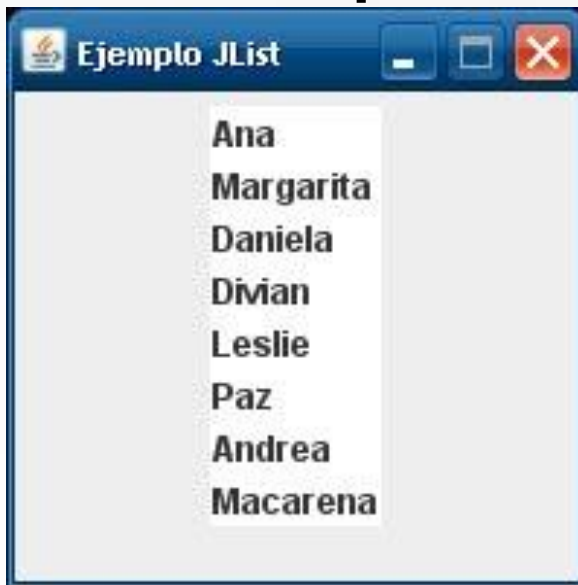 Ejemplo JList
Ana
Margarita
Daniela
Divian
Leslie
Paz
Andrea
Macarena